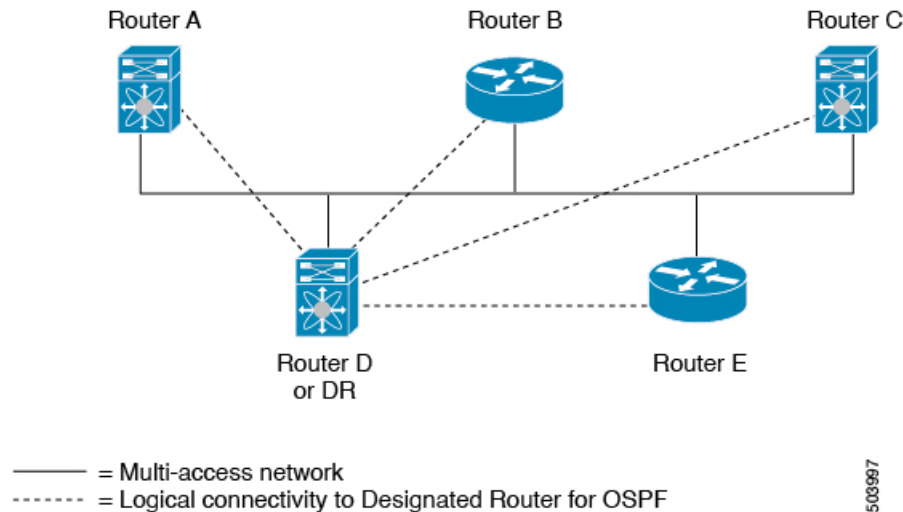 Router A
Router B
Router C
Router D
or DR
Router E
= Multi-access network
= Logical connectivity to Designated Router for OSPF
503997